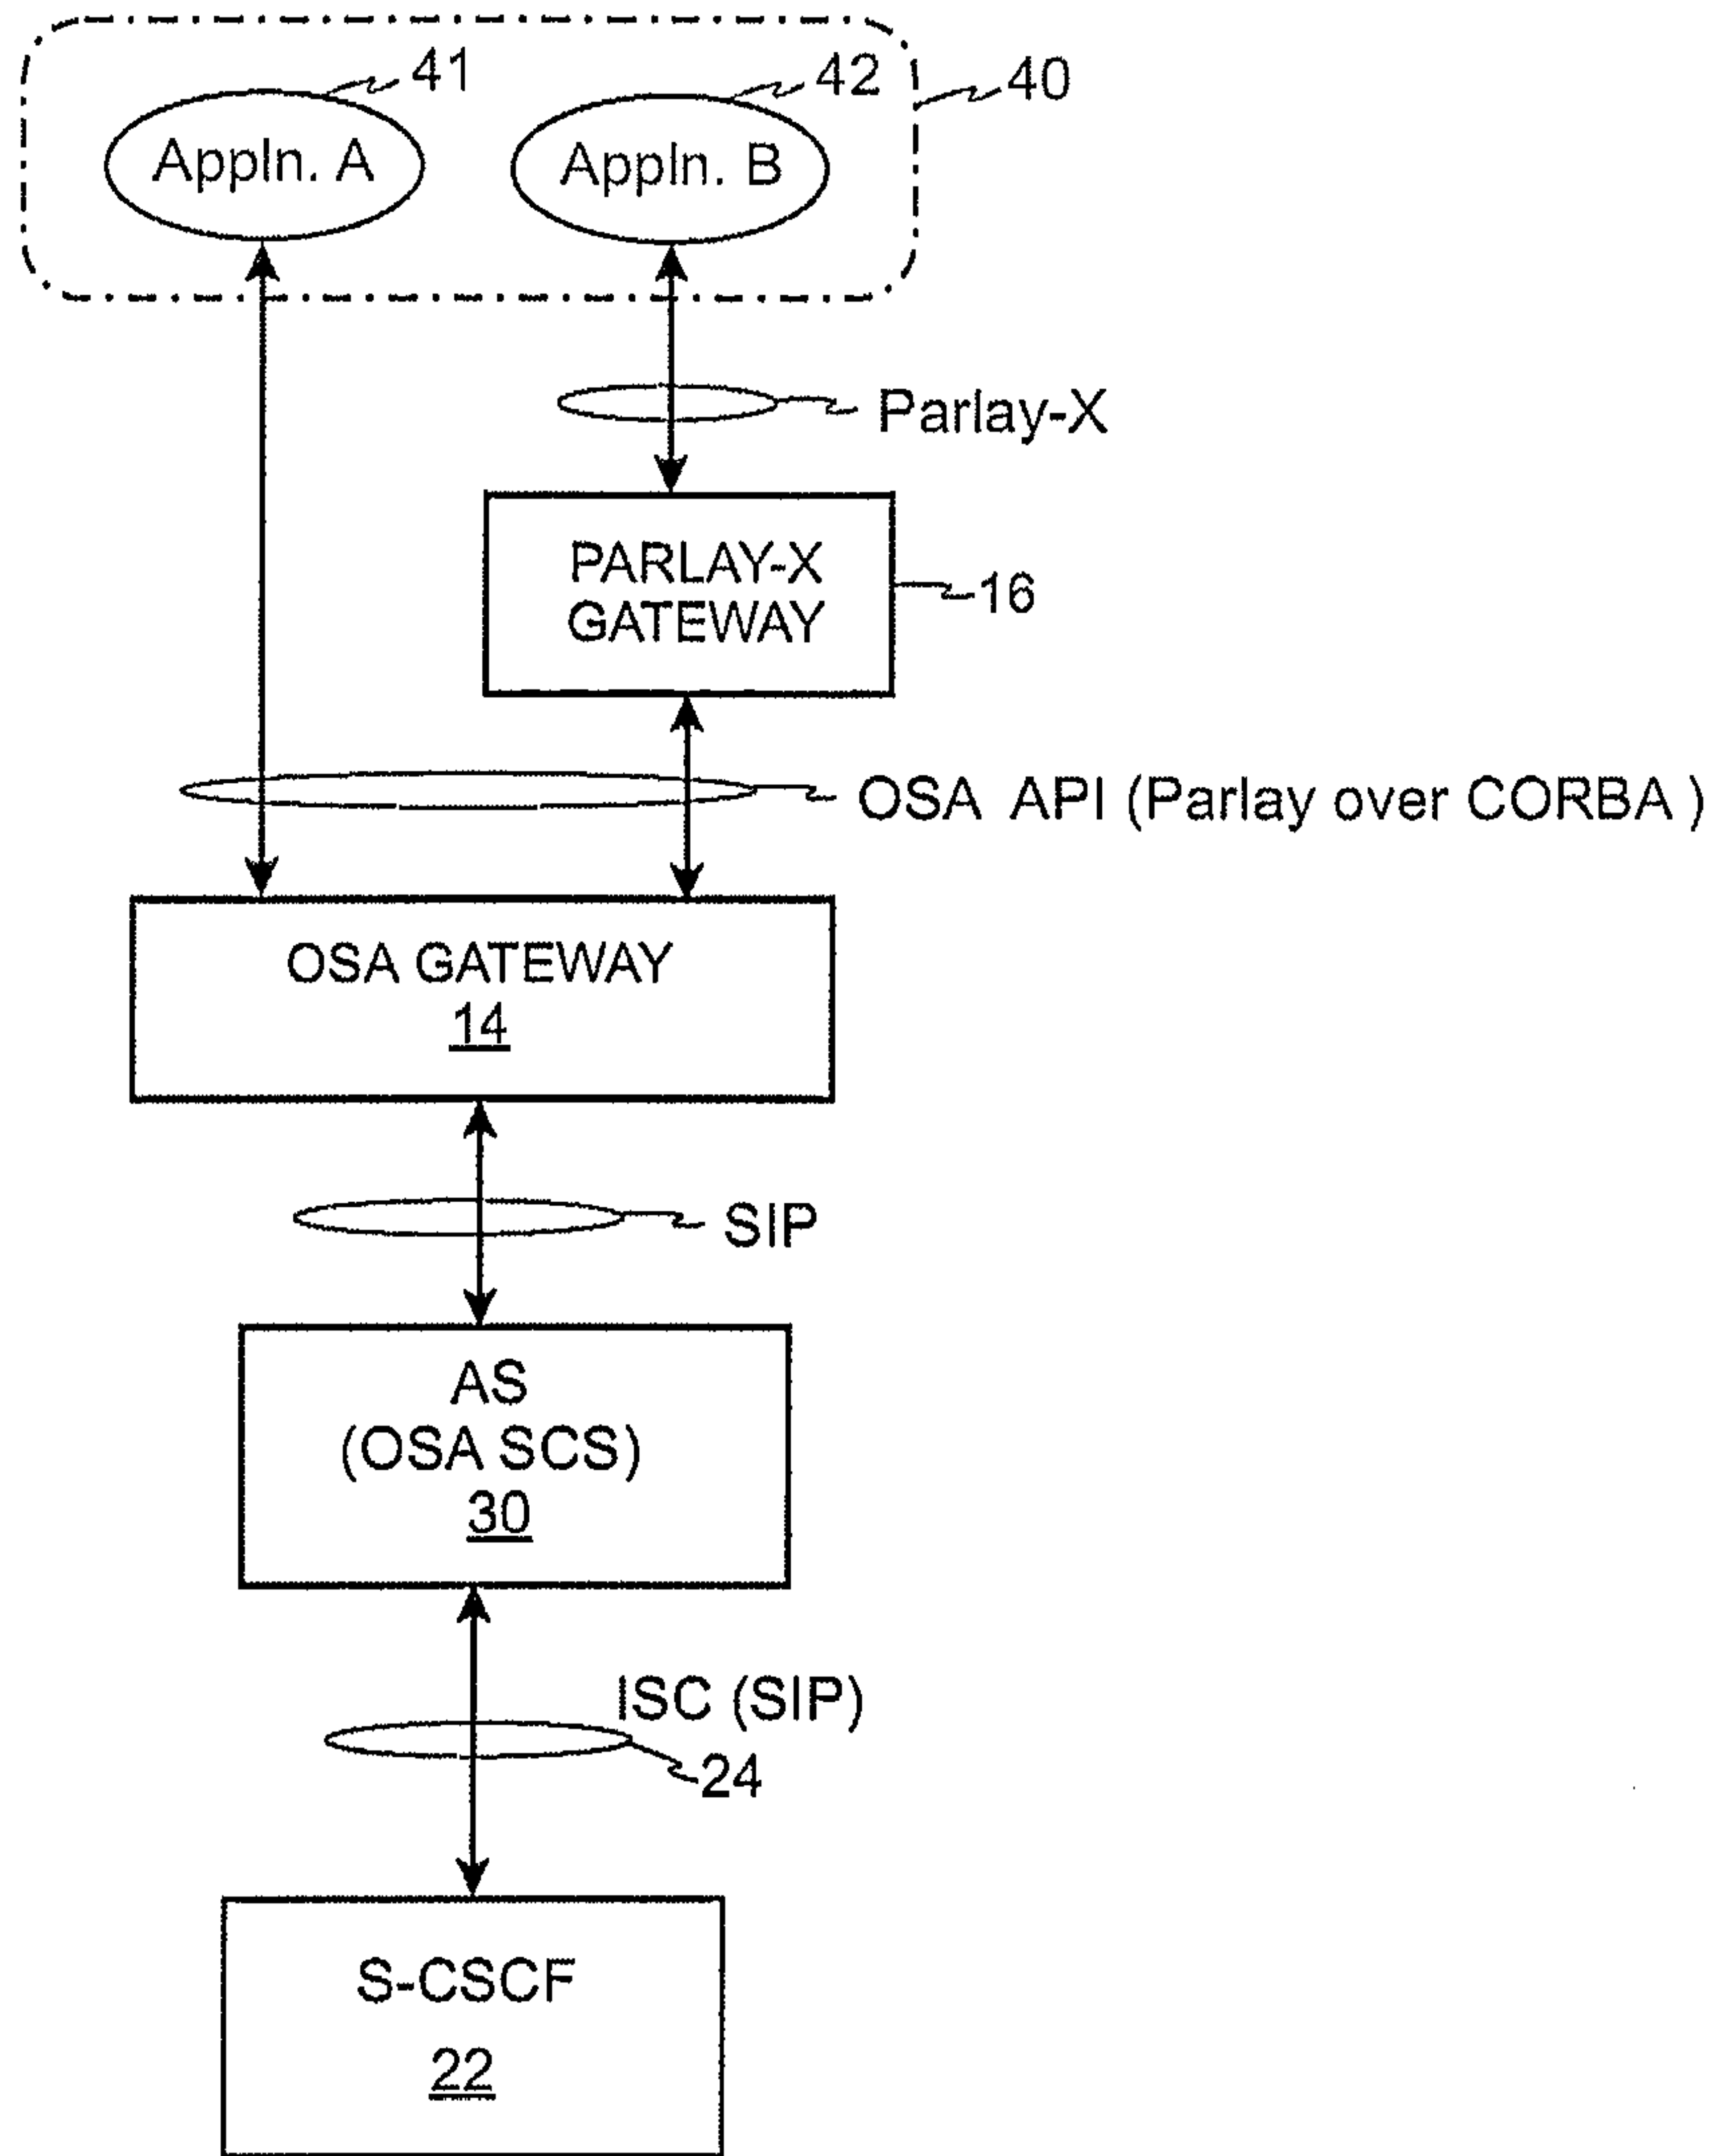 41
42
40
Appln. A
Appln. B
Parlay-X
PARLAY-X
GATEWAY
16
OSA API (Parlay over CORBA )
OSA GATEWAY
14
SIP
AS
(OSA SCS)
30
ISC (SIP)
24
S-CSCF
22